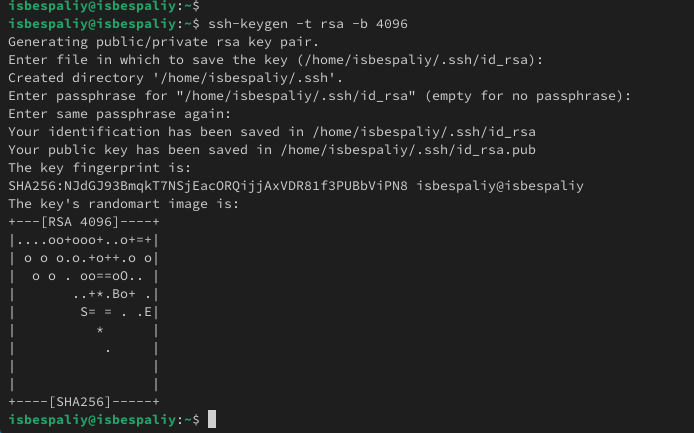 isbespaliy@isbespaliy:~$
isbespaliy@isbespaliy:~$ ssh-keygen -t rsa -b 4096
Generating public/private rsa key pair.
Enter file in which to save the key (/home/isbespaliy/.ssh/id_rsa):
Created directory '/home/isbespaliy/.ssh'.
Enter passphrase for "/home/isbespaliy/.ssh/id_rsa" (empty for no passphrase):
Enter same passphrase again:
Your identification has been saved in /home/isbespaliy/.ssh/id_rsa
Your public key has been saved in /home/isbespaliy/.ssh/id_rsa.pub
The key fingerprint is:
SHA256:NJdGJ93BmqkT7NSjEacORQijjAxVDR81f3PUBbViPN8 isbespaliy@isbespaliy
The key's randomart image is:
+---[RSA 4096]----+
|....oo+ooo+..o+=+|
| o o o.o.+o++.o o|
|  o o . oo==oO.. |
|       ..+*.Bo+ .|
|        S= = . .E|
|          *      |
|           .     |
|                 |
|                 |
+----[SHA256]-----+
isbespaliy@isbespaliy:~$